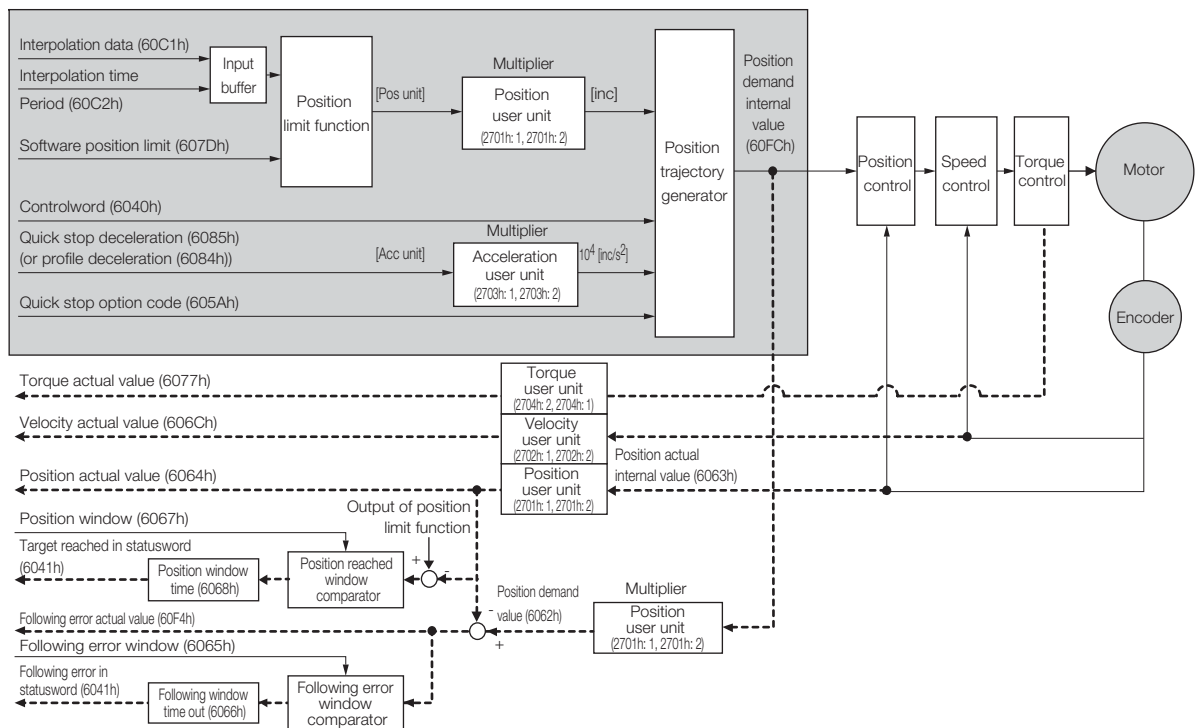 Interpolation data (60C1h)
Interpolation time
Period (60C2h)
Input
buffer
Software position limit (607Dh)
Position
limit function
[Pos unit]
Multiplier
Position
user unit
(2701h: 1, 2701h: 2)
[inc]
Controlword (6040h)
Quick stop deceleration (6085h)
(or profile deceleration (6084h))
[Acc unit]
Multiplier
Acceleration
user unit
(2703h: 1, 2703h: 2)
10⁴ [inc/s²]
Quick stop option code (605Ah)
Position
trajectory
generator
Position
demand
internal
value
(60FCh)
Position
control
Speed
control
Torque
control
Motor
Encoder
Torque actual value (6077h)
Torque
user unit
(2704h: 2, 2704h: 1)
Velocity actual value (606Ch)
Velocity
user unit
(2702h: 1, 2702h: 2)
Position actual value (6064h)
Position
user unit
(2701h: 1, 2701h: 2)
Position actual
internal value (6063h)
Position window (6067h)
Output of position
limit function
Target reached in statusword
(6041h)
Position window
time (6068h)
Position reached
window
comparator
+
-
Following error actual value (60F4h)
-
+
Position demand
value (6062h)
Multiplier
Position
user unit
(2701h: 1, 2701h: 2)
Following error window (6065h)
Following error in
statusword (6041h)
Following window
time out (6066h)
Following error
window
comparator